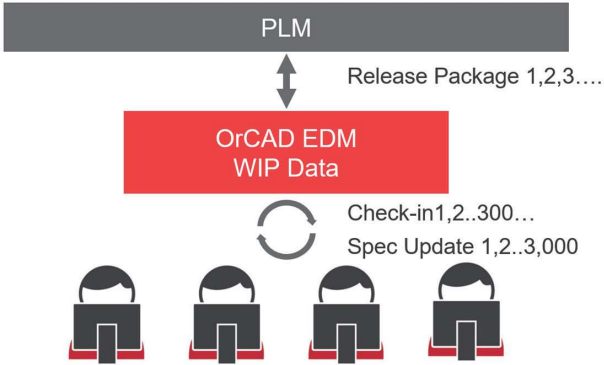 PLM
Release Package 1,2,3….
OrCAD EDM
WIP Data
Check-in1,2..300…
Spec Update 1,2..3,000